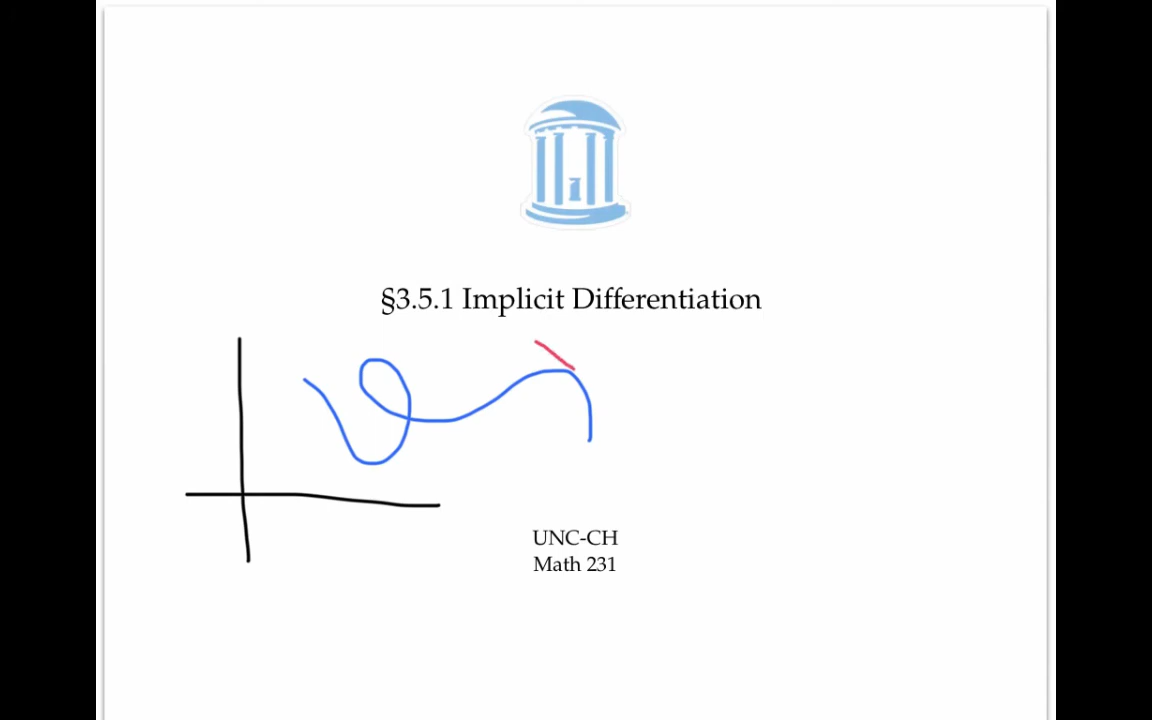 §3.5.1 Implicit Differentiation
UNC-CH
Math 231